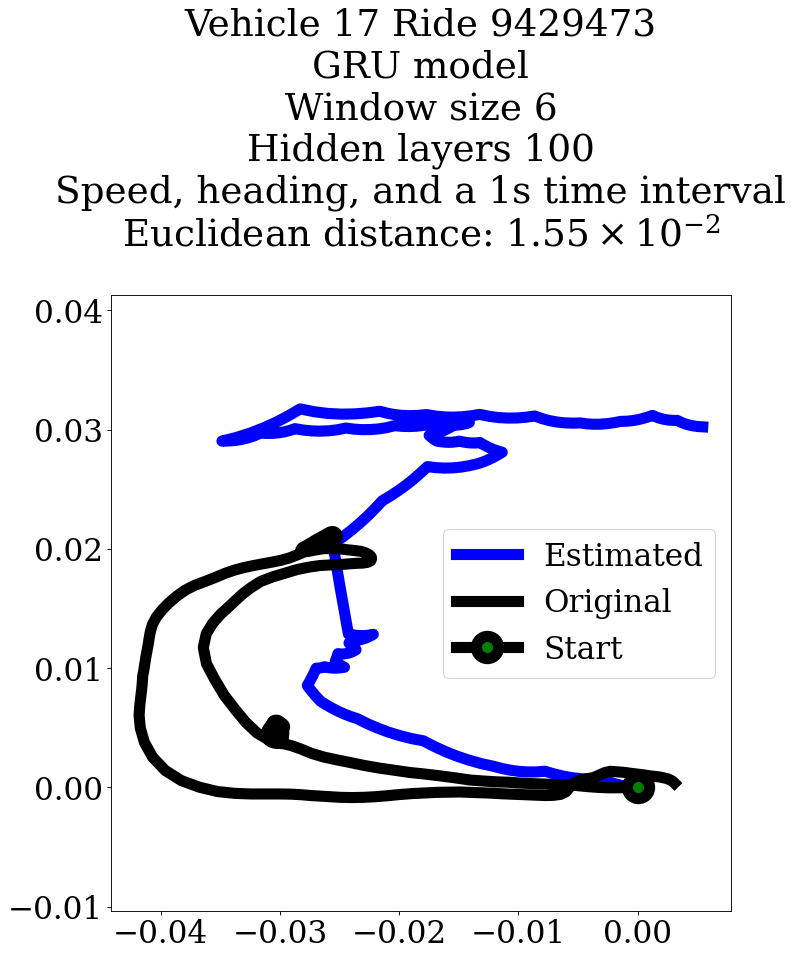 Vehicle 17 Ride 9429473
GRU model
Window size 6
Hidden layers 100
Speed, heading, and a 1s time interval
Euclidean distance: 1.55 × 10⁻²
0.04
0.03
0.02
0.01
0.00
−0.01
Estimated
Original
Start
−0.04 −0.03 −0.02 −0.01 0.00